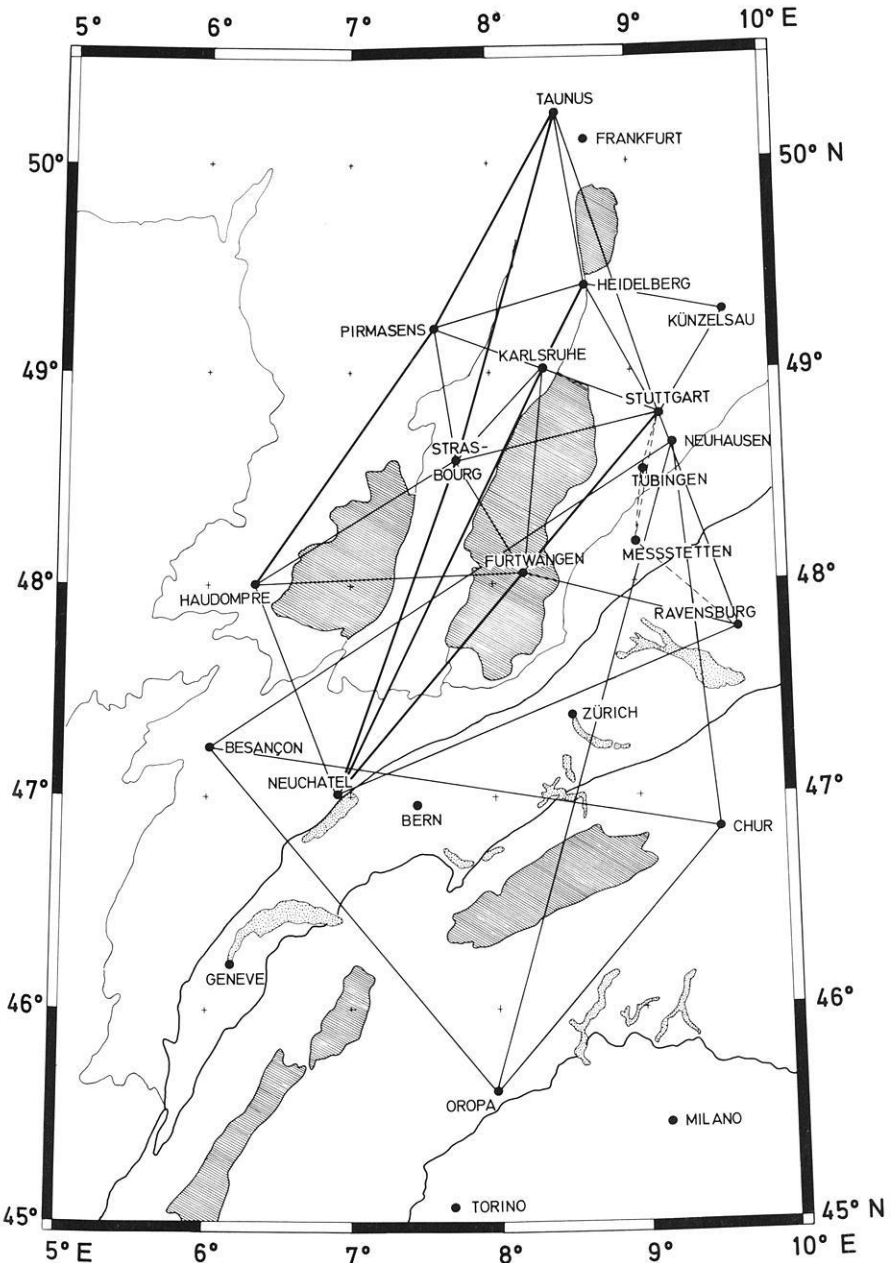 5° 6° 7° 8° 9° 10° E
TAUNUS
FRANKFURT
50° 50° N
HEIDELBERG
KÜNZELSAU
PIRMASENS
KARLSRUHE
49° 49°
STUTTGART
STRAS-
BOURG
NEUHAUSEN
TÜBINGEN
MESSSTETTEN
FURTWANGEN
48° 48°
HAUDOMPRE
RAVENSBURG
ZÜRICH
BESANÇON
NEUCHATEL
47° 47°
BERN
CHUR
GENEVE
46° 46°
OROPA
MILANO
TORINO
45° 45° N
5° E 6° 7° 8° 9° 10° E